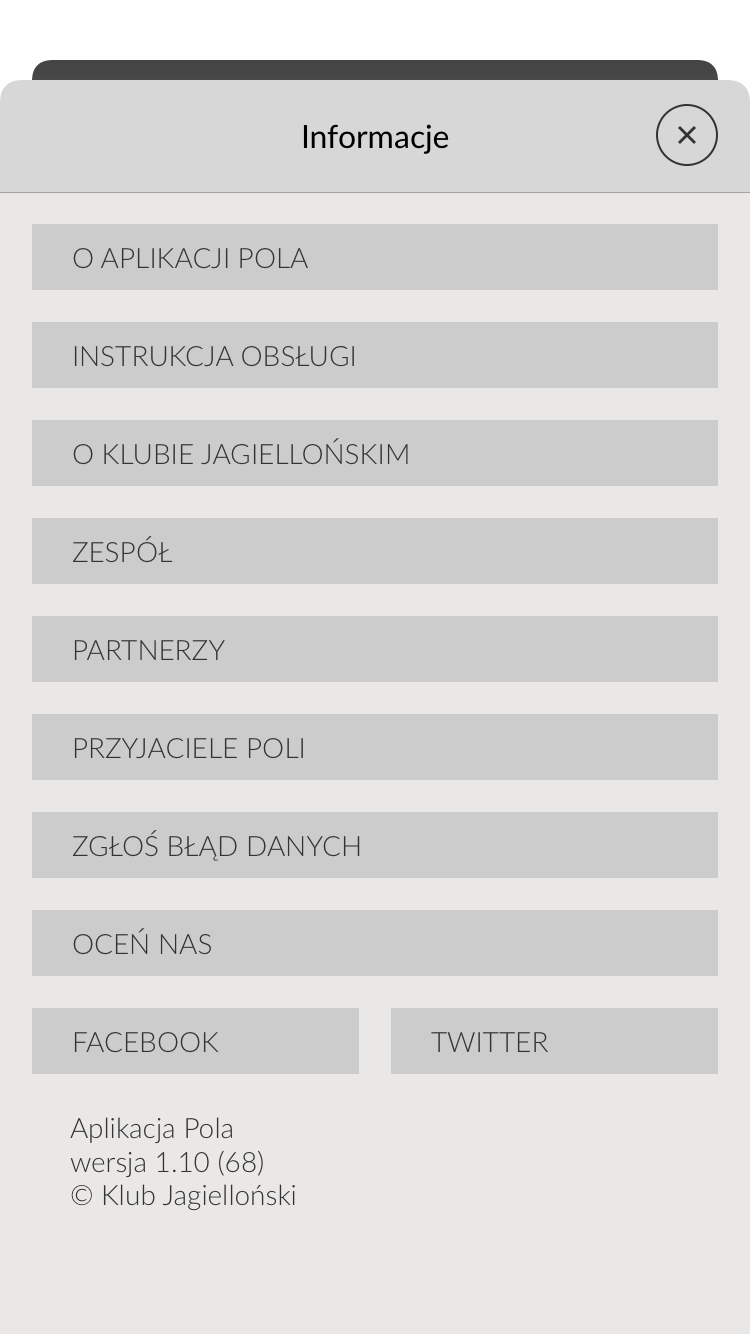 Informacje
O APLIKACJI POLA
INSTRUKCJA OBSŁUGI
O KLUBIE JAGIELLOŃSKIM
ZESPÓŁ
PARTNERZY
PRZYJACIELE POLI
ZGŁOŚ BŁĄD DANYCH
OCEŃ NAS
FACEBOOK
TWITTER
Aplikacja Pola
wersja 1.10 (68)
© Klub Jagielloński